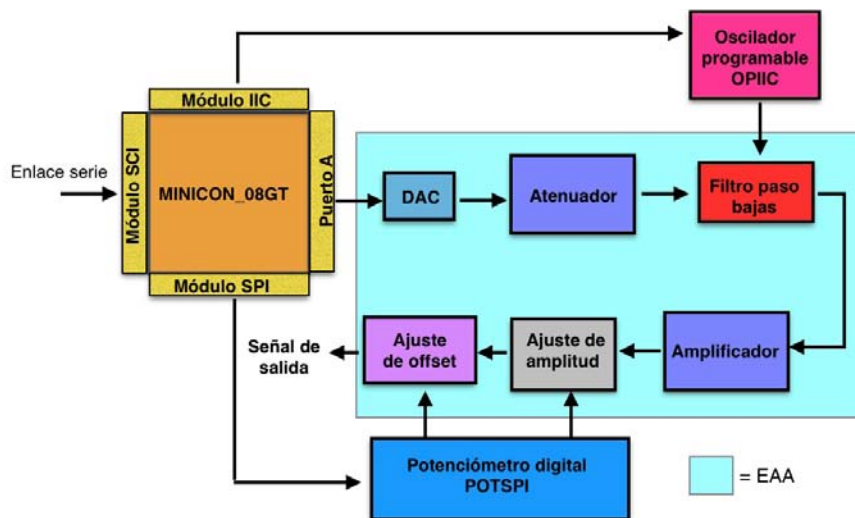 Oscilador
programable
OPIIC
Módulo IIC
Enlace serie
Módulo SCI
MINICON_08GT
Puerto A
DAC
Atenuador
Filtro paso
bajas
Módulo SPI
Señal de
salida
Ajuste
de offset
Ajuste de
amplitud
Amplificador
Potenciómetro digital
POTSPI
= EAA